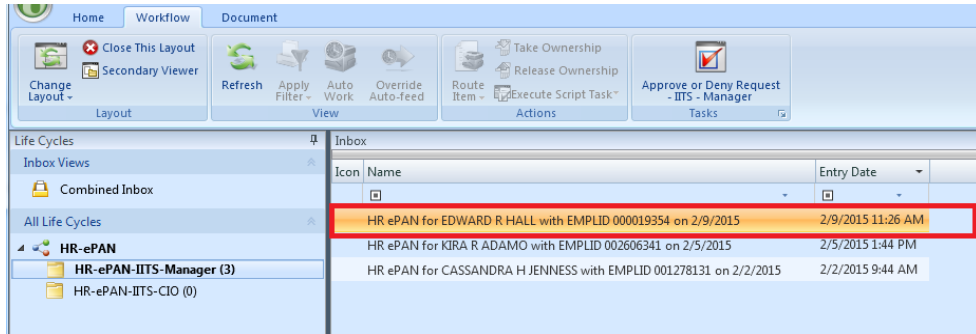 Home Workflow Document
Close This Layout
Secondary Viewer
Change
Layout
Layout
Refresh
Apply
Filter
Auto
Work
Override
Auto-feed
View
Route
Item
Take Ownership
Release Ownership
Execute Script Task
Actions
Approve or Deny Request
- IITS - Manager
Tasks
Life Cycles
Inbox Views
Combined Inbox
All Life Cycles
HR-ePAN
HR-ePAN-IITS-Manager (3)
HR-ePAN-IITS-CIO (0)
Inbox
Icon Name Entry Date
HR ePAN for EDWARD R HALL with EMPLID 000019354 on 2/9/2015 2/9/2015 11:26 AM
HR ePAN for KIRA R ADAMO with EMPLID 002606341 on 2/5/2015 2/5/2015 1:44 PM
HR ePAN for CASSANDRA H JENNESS with EMPLID 001278131 on 2/2/2015 2/2/2015 9:44 AM